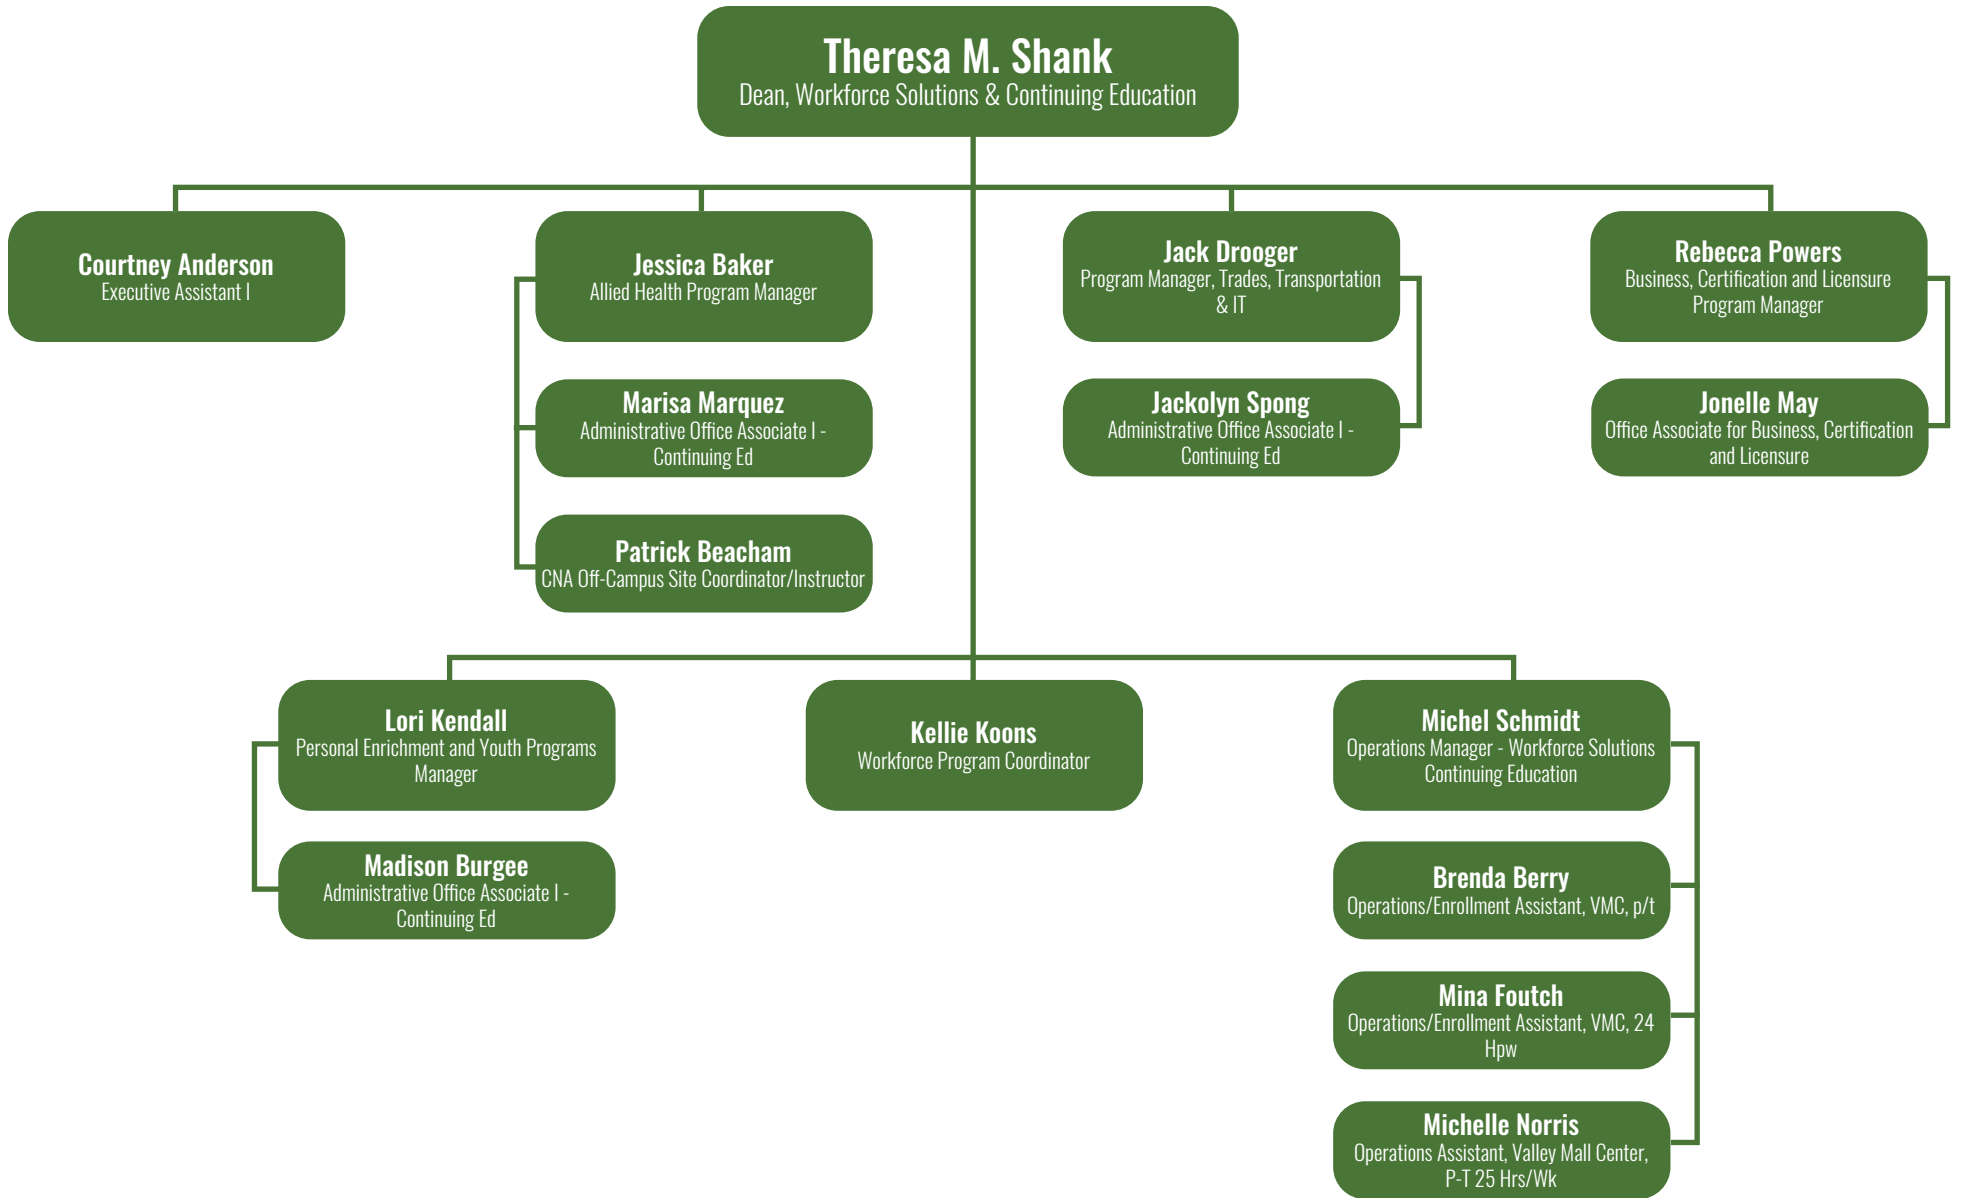 Theresa M. Shank
Dean, Workforce Solutions & Continuing Education
Courtney Anderson
Executive Assistant I
Jessica Baker
Allied Health Program Manager
Jack Drooger
Program Manager, Trades, Transportation
& IT
Rebecca Powers
Business, Certification and Licensure
Program Manager
Marisa Marquez
Administrative Office Associate I -
Continuing Ed
Jackolyn Spong
Administrative Office Associate I -
Continuing Ed
Jonelle May
Office Associate for Business, Certification
and Licensure
Patrick Beacham
CNA Off-Campus Site Coordinator/Instructor
Lori Kendall
Personal Enrichment and Youth Programs
Manager
Kellie Koons
Workforce Program Coordinator
Michel Schmidt
Operations Manager - Workforce Solutions
Continuing Education
Madison Burgee
Administrative Office Associate I -
Continuing Ed
Brenda Berry
Operations/Enrollment Assistant, VMC, p/t
Mina Foutch
Operations/Enrollment Assistant, VMC, 24
Hpw
Michelle Norris
Operations Assistant, Valley Mall Center,
P-T 25 Hrs/Wk